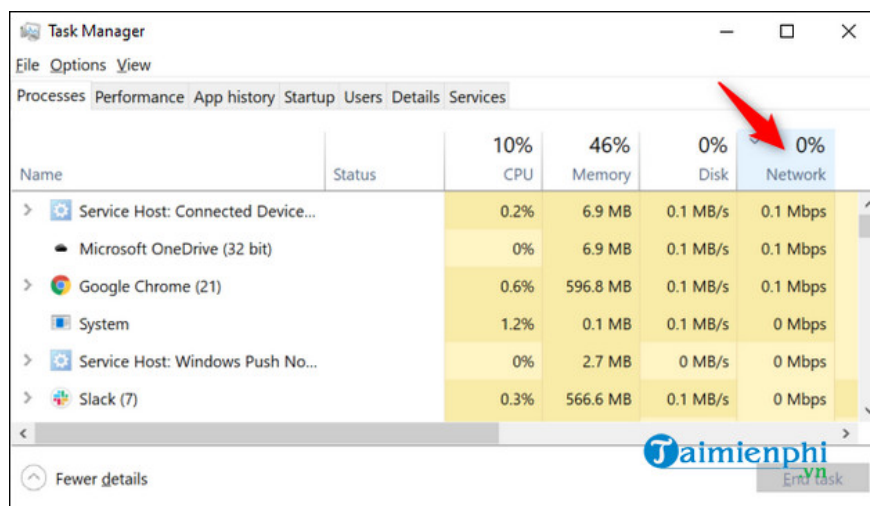 Task Manager
File Options View
Processes Performance App history Startup Users Details Services
10% 46% 0% 0%
Name Status CPU Memory Disk Network
Service Host: Connected Device... 0.2% 6.9 MB 0.1 MB/s 0.1 Mbps
Microsoft OneDrive (32 bit) 0% 6.9 MB 0.1 MB/s 0.1 Mbps
Google Chrome (21) 0.6% 596.8 MB 0.1 MB/s 0.1 Mbps
System 1.2% 0.1 MB 0.1 MB/s 0 Mbps
Service Host: Windows Push No... 0% 2.7 MB 0 MB/s 0 Mbps
Slack (7) 0.3% 566.6 MB 0.1 MB/s 0 Mbps
Taimienphi
.vn
Fewer details End task